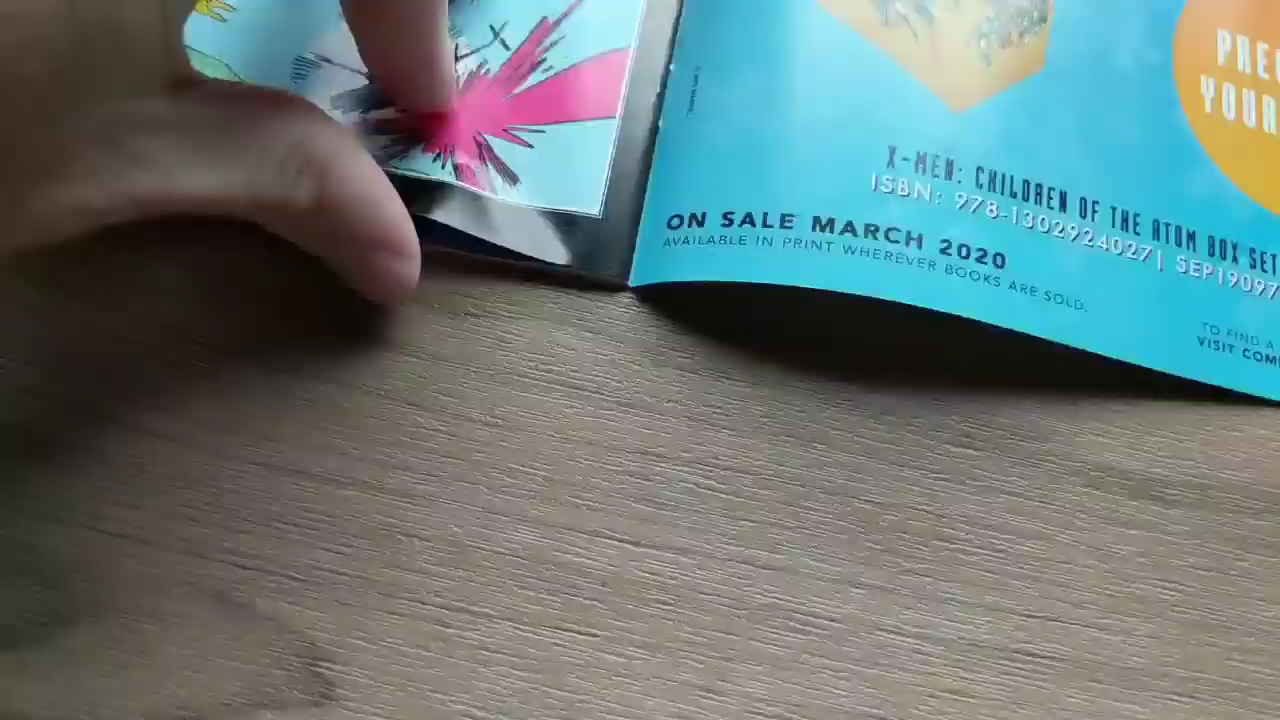 PRE
YOUR
X-MEN: CHILDREN OF THE ATOM BOX SET
ISBN: 978-1302924027 | SEP19097
ON SALE MARCH 2020
AVAILABLE IN PRINT WHEREVER BOOKS ARE SOLD.
TO FIND A
VISIT COM